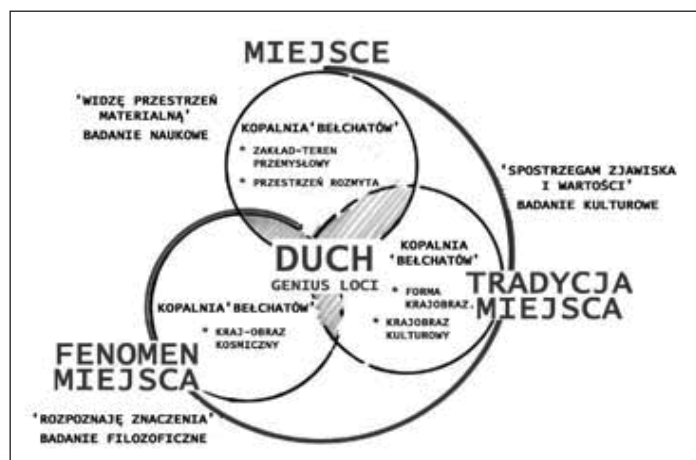 MIEJSCE
'WIDZĘ PRZESTRZEŃ
MATERIALNĄ'
BADANIE NAUKOWE
KOPALNIA'BEŁCHATÓW'
* ZAKŁAD-TEREN
PRZEMYSŁOWY
* PRZESTRZEŃ ROZMYTA
'SPOSTRZEGAM ZJAWISKA
I WARTOŚCI'
BADANIE KULTUROWE
DUCH
GENIUS LOCI
KOPALNIA
'BEŁCHATÓW'
* FORMA
KRAJOBRAZ.
* KRAJOBRAZ
KULTUROWY
TRADYCJA
MIEJSCA
KOPALNIA'BEŁCHATÓW'
* KRAJ-OBRAZ
KOSMICZNY
FENOMEN
MIEJSCA
'ROZPOZNAJĘ ZNACZENIA'
BADANIE FILOZOFICZNE